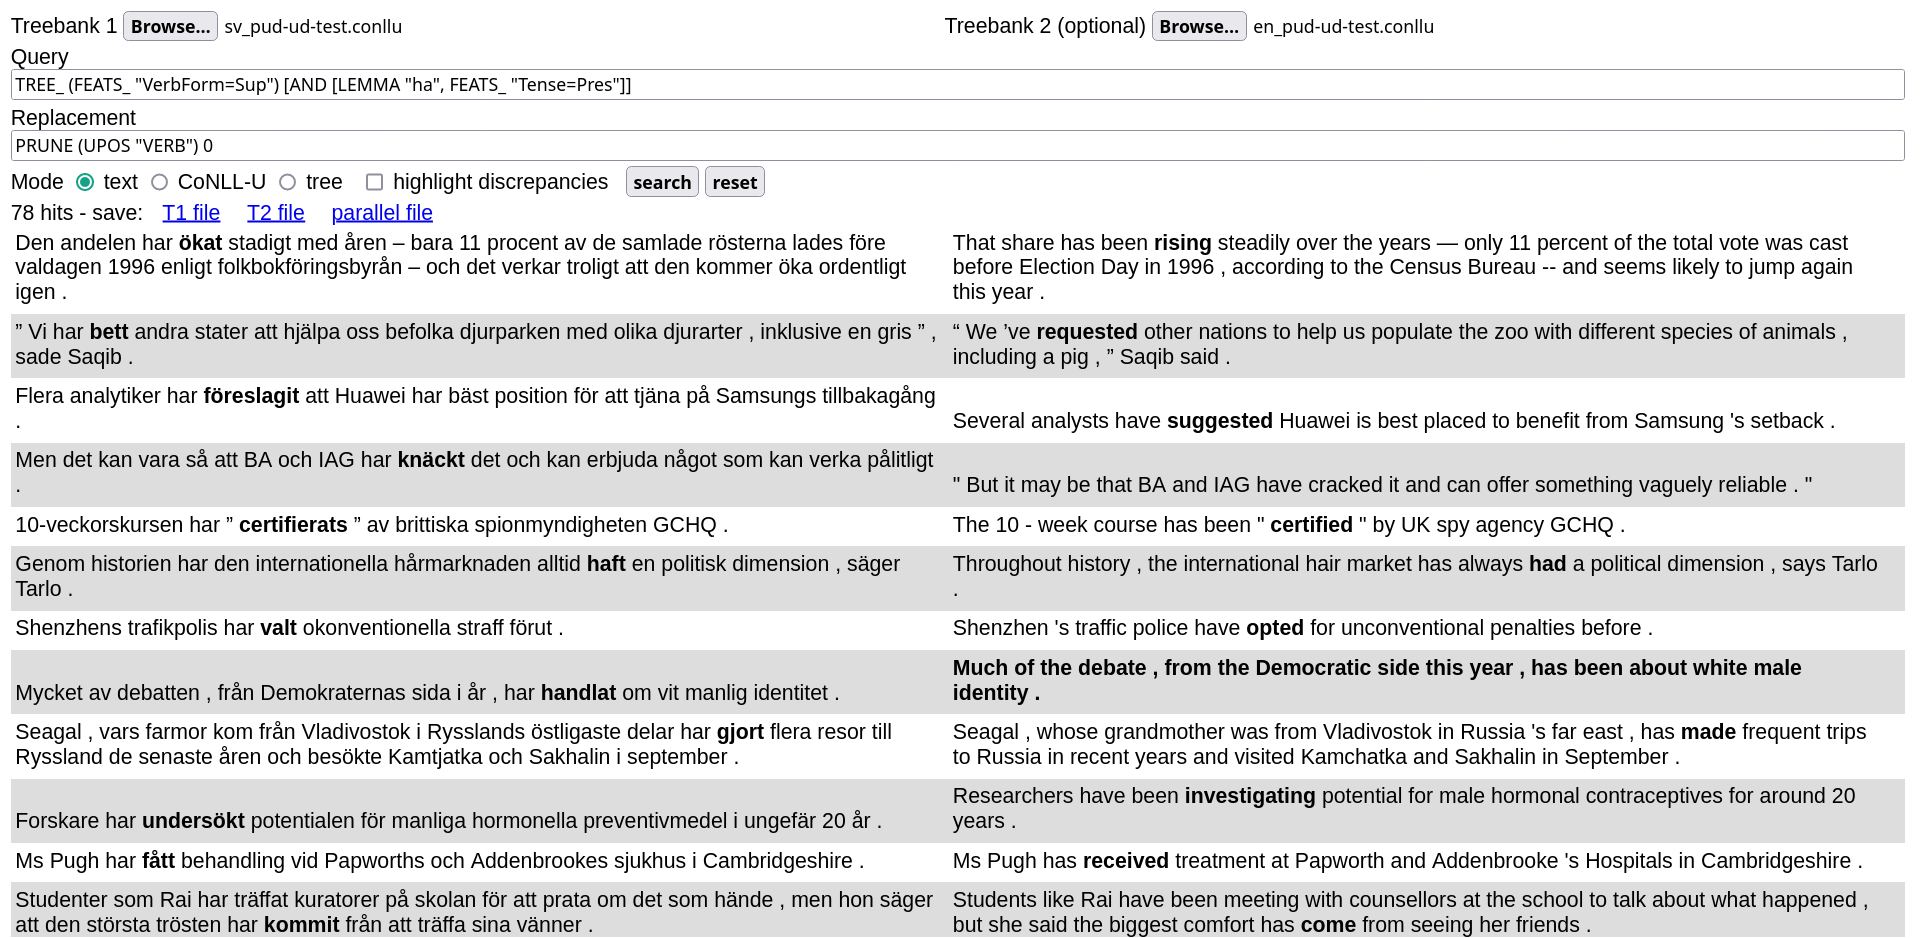 Treebank 1 Browse... sv_pud-ud-test.conllu Treebank 2 (optional) Browse... en_pud-ud-test.conllu
Query
TREE_ (FEATS_ "VerbForm=Sup") [AND [LEMMA "ha", FEATS_ "Tense=Pres"]]
Replacement
PRUNE (UPOS "VERB") 0
Mode text CoNLL-U tree highlight discrepancies search reset
78 hits - save: T1 file T2 file parallel file
Den andelen har ökat stadigt med åren – bara 11 procent av de samlade rösterna lades före
valdagen 1996 enligt folkbokföringsbyrån – och det verkar troligt att den kommer öka ordentligt
igen .
That share has been rising steadily over the years — only 11 percent of the total vote was cast
before Election Day in 1996 , according to the Census Bureau -- and seems likely to jump again
this year .
” Vi har bett andra stater att hjälpa oss befolka djurparken med olika djurarter , inklusive en gris ” ,
sade Saqib .
“ We ’ve requested other nations to help us populate the zoo with different species of animals ,
including a pig , ” Saqib said .
Flera analytiker har föreslagit att Huawei har bäst position för att tjäna på Samsungs tillbakagång
.
Several analysts have suggested Huawei is best placed to benefit from Samsung 's setback .
Men det kan vara så att BA och IAG har knäckt det och kan erbjuda något som kan verka pålitligt
.
" But it may be that BA and IAG have cracked it and can offer something vaguely reliable . "
10-veckorskursen har ” certifierats ” av brittiska spionmyndigheten GCHQ .
The 10 - week course has been " certified " by UK spy agency GCHQ .
Genom historien har den internationella hårmarknaden alltid haft en politisk dimension , säger
Tarlo .
Throughout history , the international hair market has always had a political dimension , says Tarlo
.
Shenzhens trafikpolis har valt okonventionella straff förut .
Shenzhen 's traffic police have opted for unconventional penalties before .
Mycket av debatten , från Demokraternas sida i år , har handlat om vit manlig identitet .
Much of the debate , from the Democratic side this year , has been about white male
identity .
Seagal , vars farmor kom från Vladivostok i Rysslands östligaste delar har gjort flera resor till
Ryssland de senaste åren och besökte Kamtjatka och Sakhalin i september .
Seagal , whose grandmother was from Vladivostok in Russia 's far east , has made frequent trips
to Russia in recent years and visited Kamchatka and Sakhalin in September .
Forskare har undersökt potentialen för manliga hormonella preventivmedel i ungefär 20 år .
Researchers have been investigating potential for male hormonal contraceptives for around 20
years .
Ms Pugh har fått behandling vid Papworths och Addenbrookes sjukhus i Cambridgeshire .
Ms Pugh has received treatment at Papworth and Addenbrooke 's Hospitals in Cambridgeshire .
Studenter som Rai har träffat kuratorer på skolan för att prata om det som hände , men hon säger
att den största trösten har kommit från att träffa sina vänner .
Students like Rai have been meeting with counsellors at the school to talk about what happened ,
but she said the biggest comfort has come from seeing her friends .